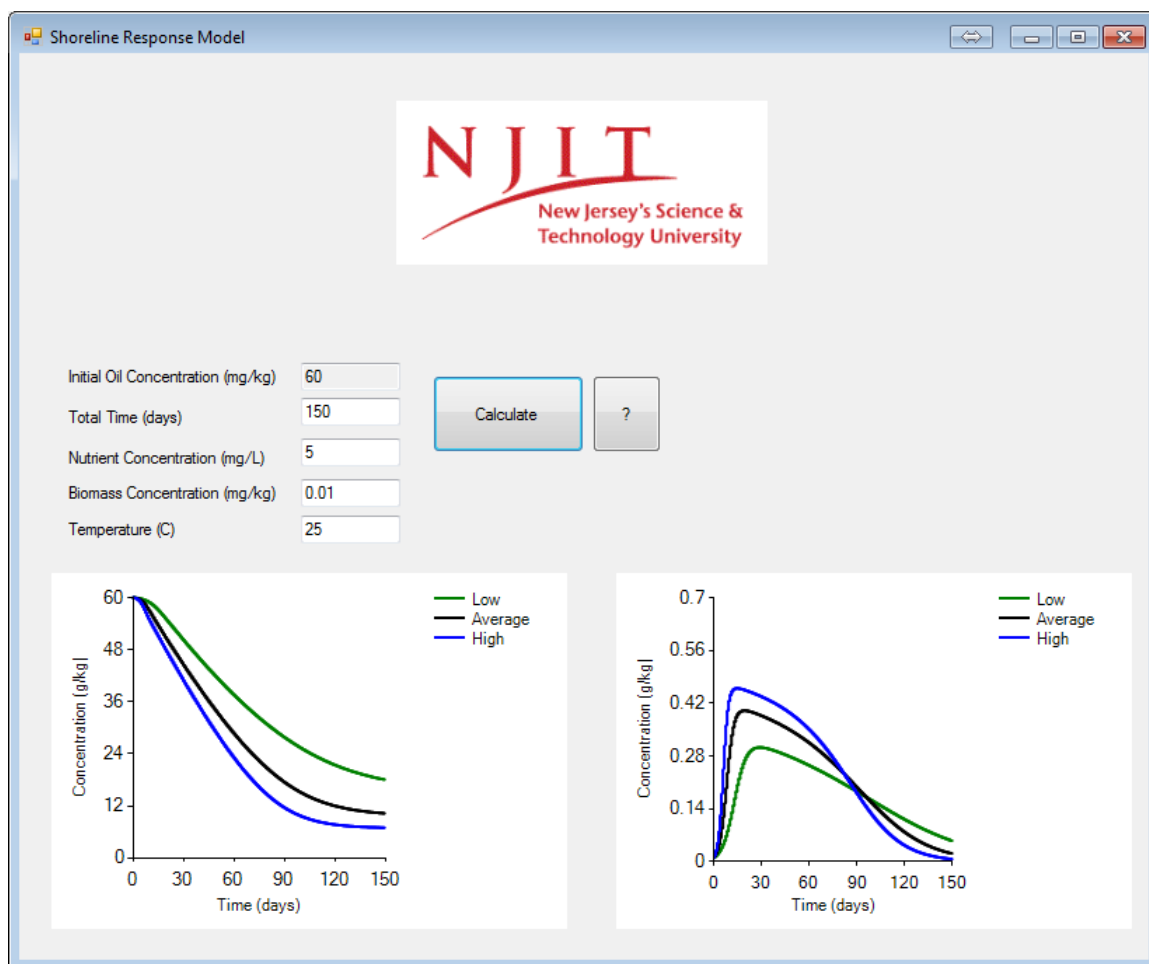 Shoreline Response Model
NJIT
New Jersey's Science &
Technology University
Initial Oil Concentration (mg/kg) 60
Total Time (days) 150
Nutrient Concentration (mg/L) 5
Biomass Concentration (mg/kg) 0.01
Temperature (C) 25
Calculate
?
Concentration (g/kg)
60
48
36
24
12
0
0 30 60 90 120 150
Time (days)
Low
Average
High
Concentration (g/kg)
0.7
0.56
0.42
0.28
0.14
0
0 30 60 90 120 150
Time (days)
Low
Average
High